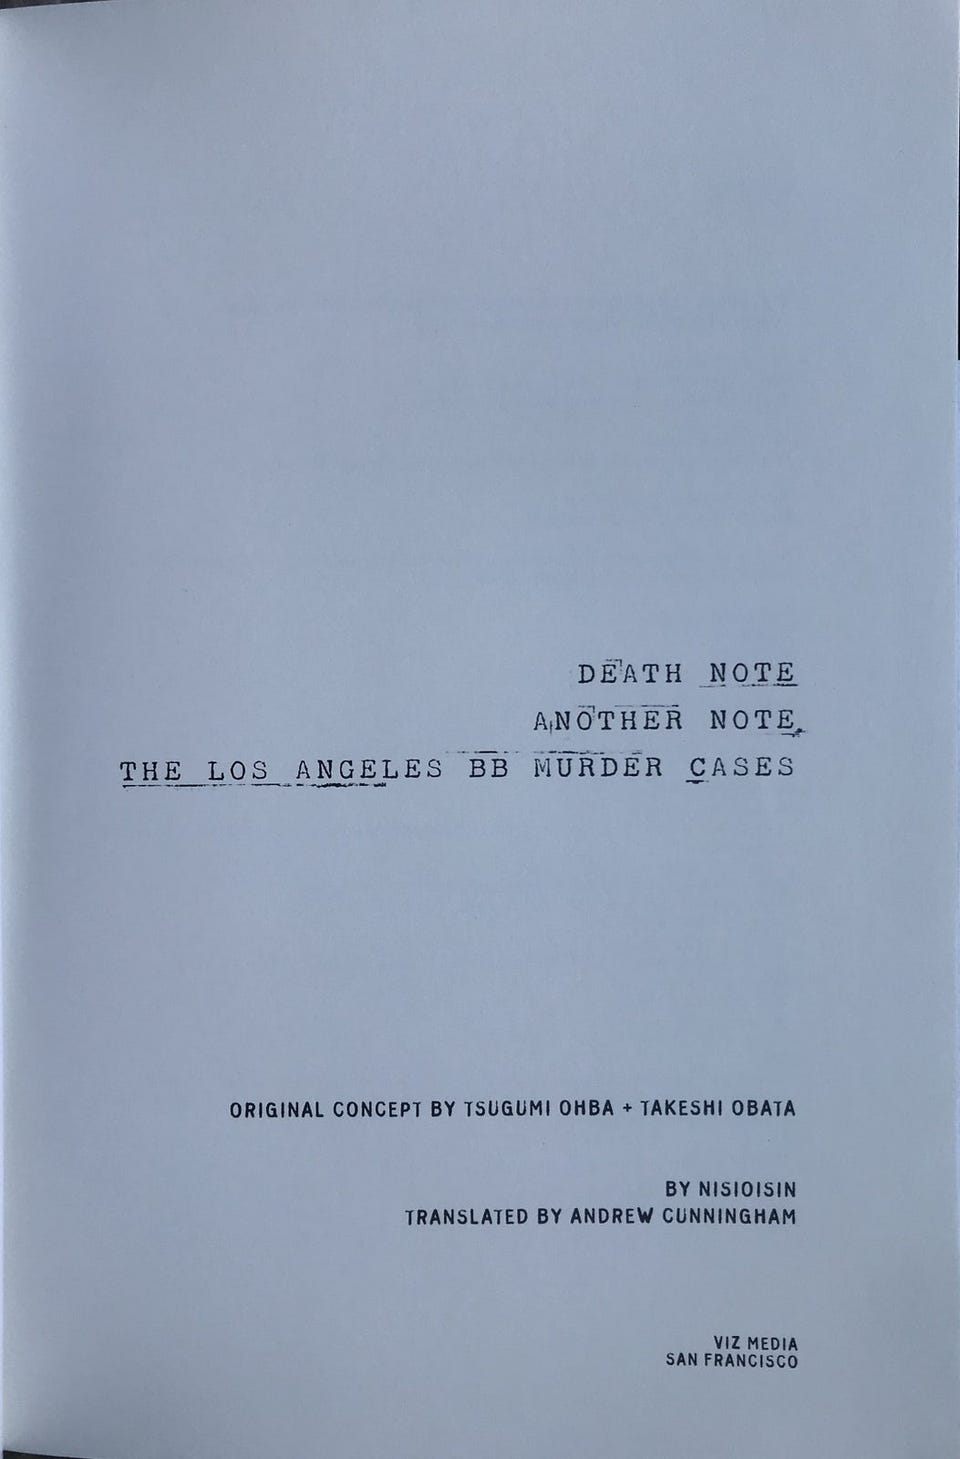 DEATH NOTE
ANOTHER NOTE
THE LOS ANGELES BB MURDER CASES
ORIGINAL CONCEPT BY TSUGUMI OHBA + TAKESHI OBATA
BY NISIOISIN
TRANSLATED BY ANDREW CUNNINGHAM
VIZ MEDIA
SAN FRANCISCO